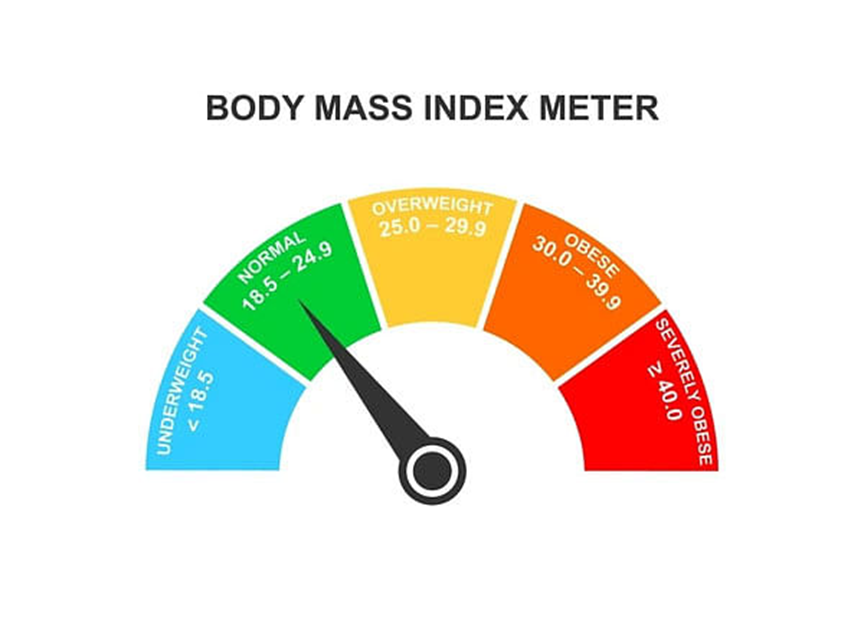 BODY MASS INDEX METER
UNDERWEIGHT
< 18.5
NORMAL
18.5 – 24.9
OVERWEIGHT
25.0 – 29.9
OBESE
30.0 – 39.9
SEVERELY OBESE
≥ 40.0